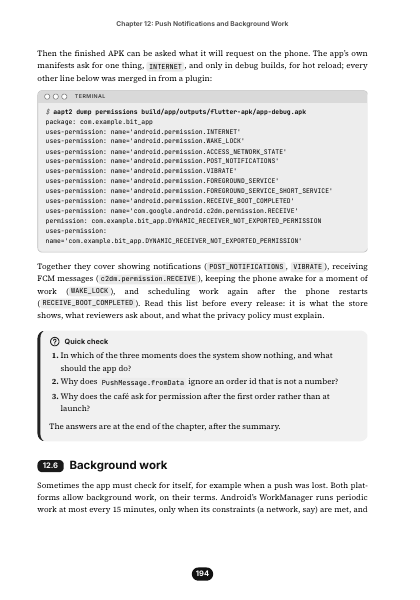 Chapter 12: Push Notifications and Background Work
Then the finished APK can be asked what it will request on the phone. The app's own
manifests ask for one thing, INTERNET, and only in debug builds, for hot reload; every
other line below was merged in from a plugin:
TERMINAL
$ aapt2 dump permissions build/app/outputs/flutter-apk/app-debug.apk
package: com.example.bit_app
uses-permission: name='android.permission.INTERNET'
uses-permission: name='android.permission.WAKE_LOCK'
uses-permission: name='android.permission.ACCESS_NETWORK_STATE'
uses-permission: name='android.permission.POST_NOTIFICATIONS'
uses-permission: name='android.permission.VIBRATE'
uses-permission: name='android.permission.FOREGROUND_SERVICE'
uses-permission: name='android.permission.FOREGROUND_SERVICE_SHORT_SERVICE'
uses-permission: name='android.permission.RECEIVE_BOOT_COMPLETED'
uses-permission: name='com.google.android.c2dm.permission.RECEIVE'
permission: com.example.bit_app.DYNAMIC_RECEIVER_NOT_EXPORTED_PERMISSION
uses-permission:
name='com.example.bit_app.DYNAMIC_RECEIVER_NOT_EXPORTED_PERMISSION'
Together they cover showing notifications (POST_NOTIFICATIONS, VIBRATE), receiving
FCM messages (c2dm.permission.RECEIVE), keeping the phone awake for a moment of
work (WAKE_LOCK), and scheduling work again after the phone restarts
(RECEIVE_BOOT_COMPLETED). Read this list before every release: it is what the store
shows, what reviewers ask about, and what the privacy policy must explain.
? Quick check
1. In which of the three moments does the system show nothing, and what
should the app do?
2. Why does PushMessage.fromData ignore an order id that is not a number?
3. Why does the café ask for permission after the first order rather than at
launch?
The answers are at the end of the chapter, after the summary.
12.6 Background work
Sometimes the app must check for itself, for example when a push was lost. Both plat-
forms allow background work, on their terms. Android's WorkManager runs periodic
work at most every 15 minutes, only when its constraints (a network, say) are met, and
194